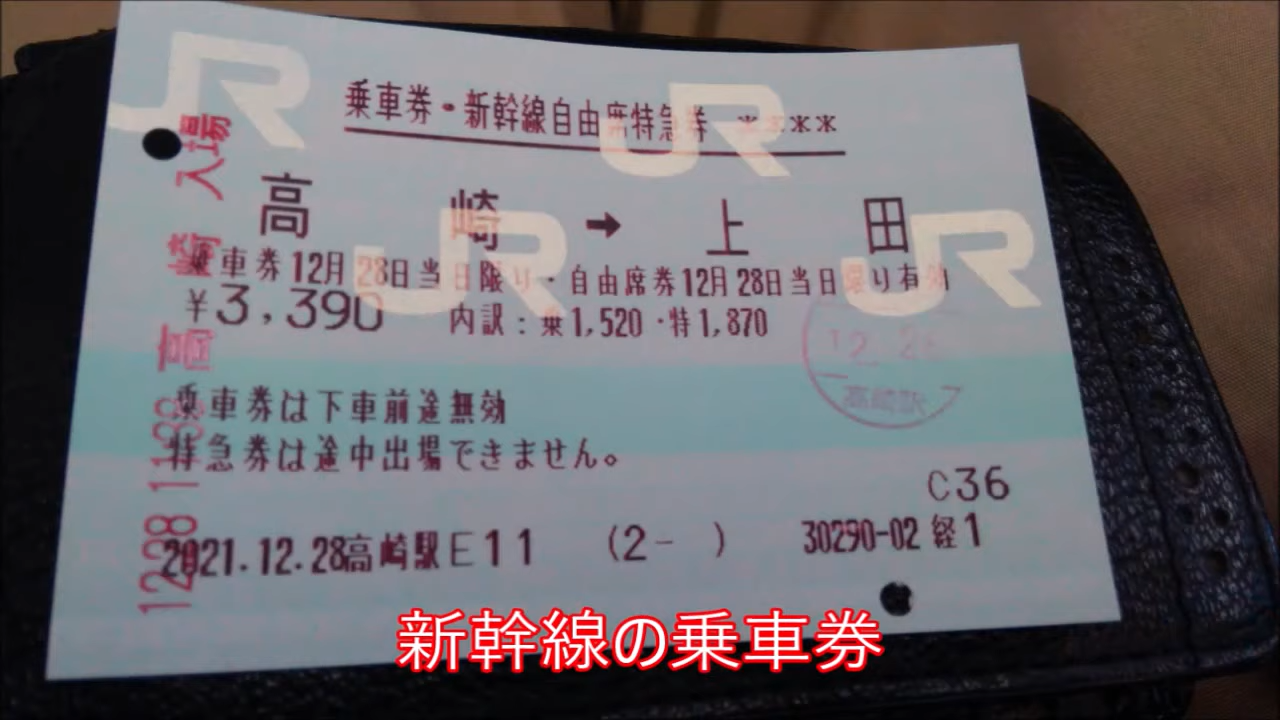 乗車券・新幹線自由席特急券 ****
高崎 → 上田
乗車券12月28日当日限り・自由席券12月28日当日限り有効
¥3,390 内訳：乗1,520・特1,870
乗車券は下車前途無効
特急券は途中出場できません。
C36
2021.12.28高崎駅E11 (2- ) 30290-02 経1
高崎駅
高崎 入場
JR
JR
JR
JR
新幹線の乗車券